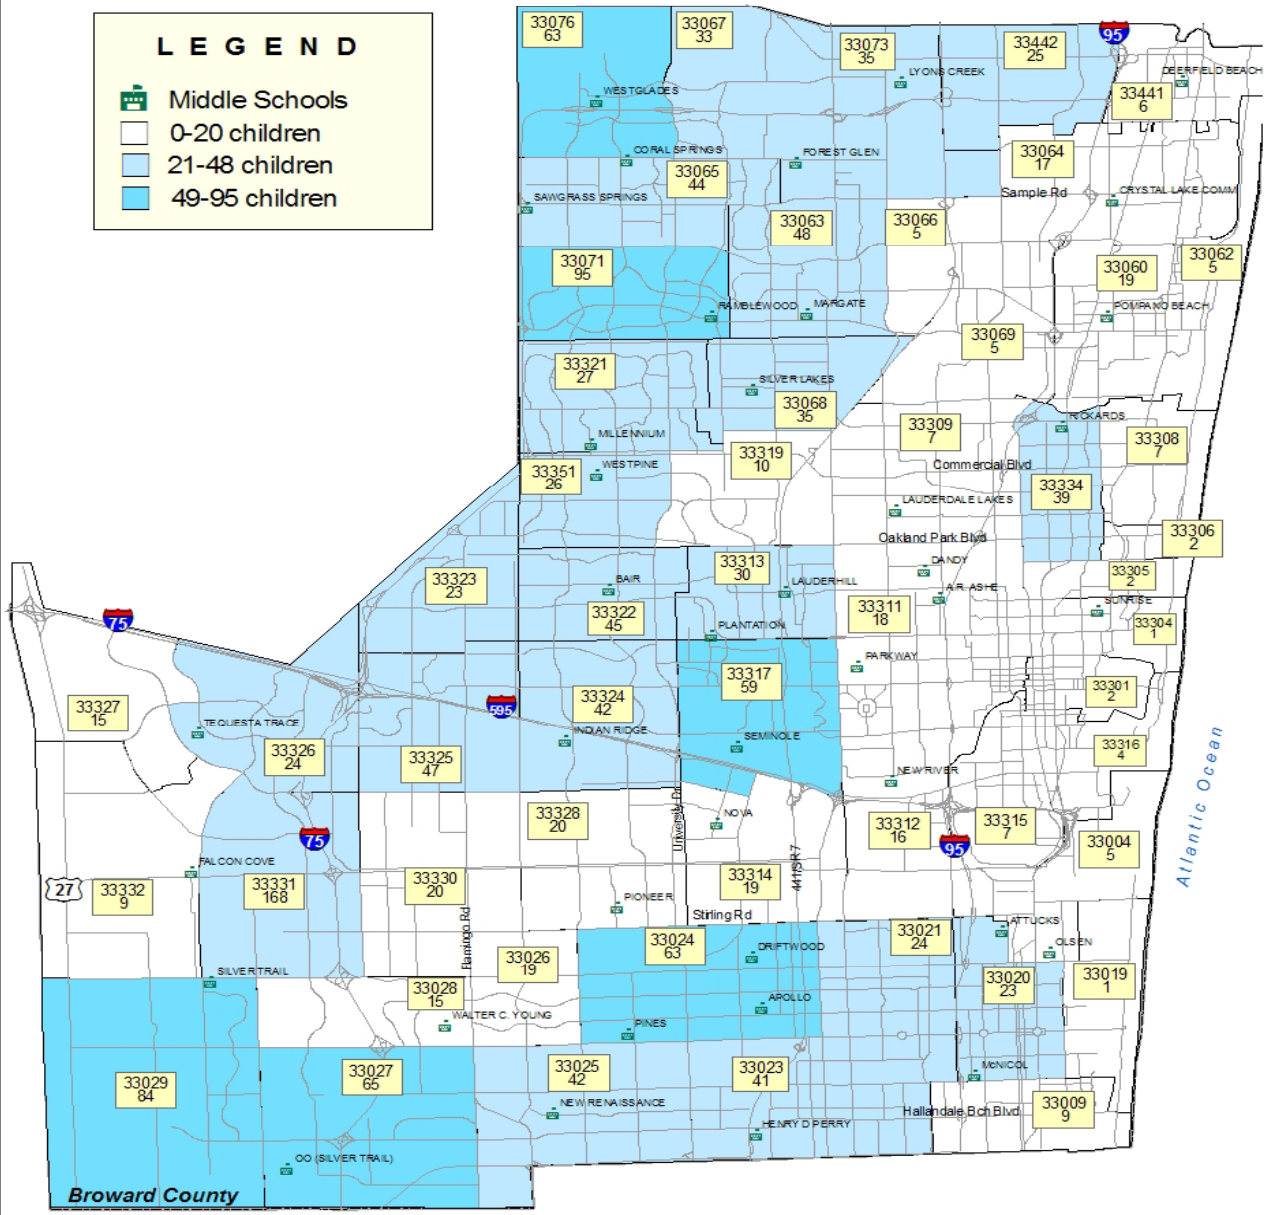 L E G E N D
Middle Schools
0-20 children
21-48 children
49-95 children
33076
63
33067
33
33073
35
33442
25
95
DEERFIELD BEACH
LYONS CREEK
WESTGLADES
33441
6
CORAL SPRINGS
FOREST GLEN
33064
17
33065
44
Sample Rd
CRYSTAL LAKE COMM
SAWGRASS SPRINGS
33063
48
33066
5
33071
95
33060
19
33062
5
RAMBLEWOOD
MARGATE
POMPANO BEACH
33069
5
33321
27
SILVER LAKES
33068
35
RICKARDS
33309
7
33308
7
MILLENNIUM
33319
10
Commercial Blvd
33351
26
WESTPINE
33334
39
LAUDERDALE LAKES
Oakland Park Blvd
33306
2
33323
23
BAIR
33313
30
LAUDERHILL
DANDY
33305
2
A.R. ASHE
SUNRISE
33322
45
33311
18
33304
1
75
PLANTATION
PARKWAY
33317
59
33301
2
33327
15
33324
42
595
TEQUESTA TRACE
INDIAN RIDGE
SEMINOLE
33326
24
33325
47
33316
4
Atlantic Ocean
NEW RIVER
University Dr
33328
20
NOVA
33312
16
33315
7
75
95
33004
5
FALCON COVE
441/SR 7
27
33332
9
33331
168
33330
20
33314
19
PIONEER
Stirling Rd
Flamingo Rd
33024
63
33021
24
ATTUCKS
DRIFTWOOD
OLSEN
33026
19
SILVER TRAIL
33028
15
33020
23
33019
1
APOLLO
WALTER C. YOUNG
PINES
33029
84
33027
65
33025
42
33023
41
McNICOL
NEW RENAISSANCE
Hallandale Bch Blvd
33009
9
HENRY D PERRY
OO (SILVER TRAIL)
Broward County